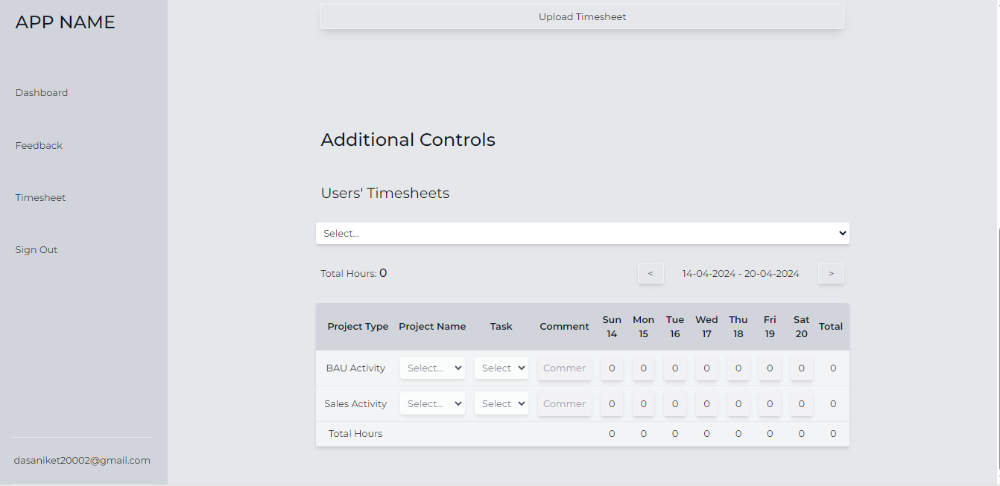 APP NAME
Dashboard
Feedback
Timesheet
Sign Out
dasaniket20002@gmail.com
Upload Timesheet
Additional Controls
Users' Timesheets
Select...
Total Hours: 0
<
14-04-2024 - 20-04-2024
>
Project Type Project Name Task Comment Sun 14 Mon 15 Tue 16 Wed 17 Thu 18 Fri 19 Sat 20 Total
BAU Activity Select... Select Commer 0 0 0 0 0 0 0 0
Sales Activity Select... Select Commer 0 0 0 0 0 0 0 0
Total Hours 0 0 0 0 0 0 0 0